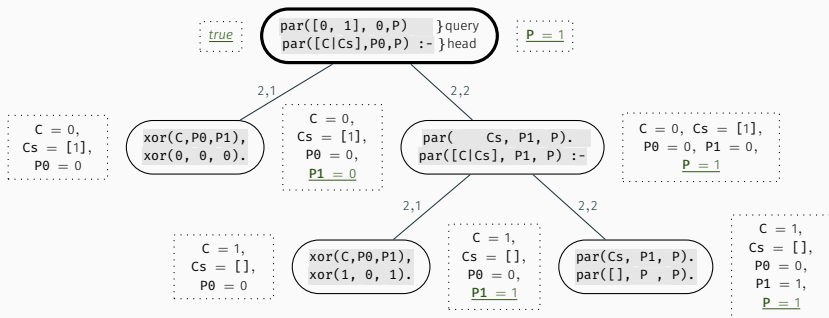 true
par([0, 1], 0,P) }query
par([C|Cs],P0,P) :- }head
P = 1
2,1
2,2
C = 0,
Cs = [1],
P0 = 0
xor(C,P0,P1),
xor(0, 0, 0).
C = 0,
Cs = [1],
P0 = 0,
P1 = 0
par( Cs, P1, P).
par([C|Cs], P1, P) :-
C = 0, Cs = [1],
P0 = 0, P1 = 0,
P = 1
2,1
2,2
C = 1,
Cs = [],
P0 = 0
xor(C,P0,P1),
xor(1, 0, 1).
C = 1,
Cs = [],
P0 = 0,
P1 = 1
par(Cs, P1, P).
par([], P , P).
C = 1,
Cs = [],
P0 = 0,
P1 = 1,
P = 1